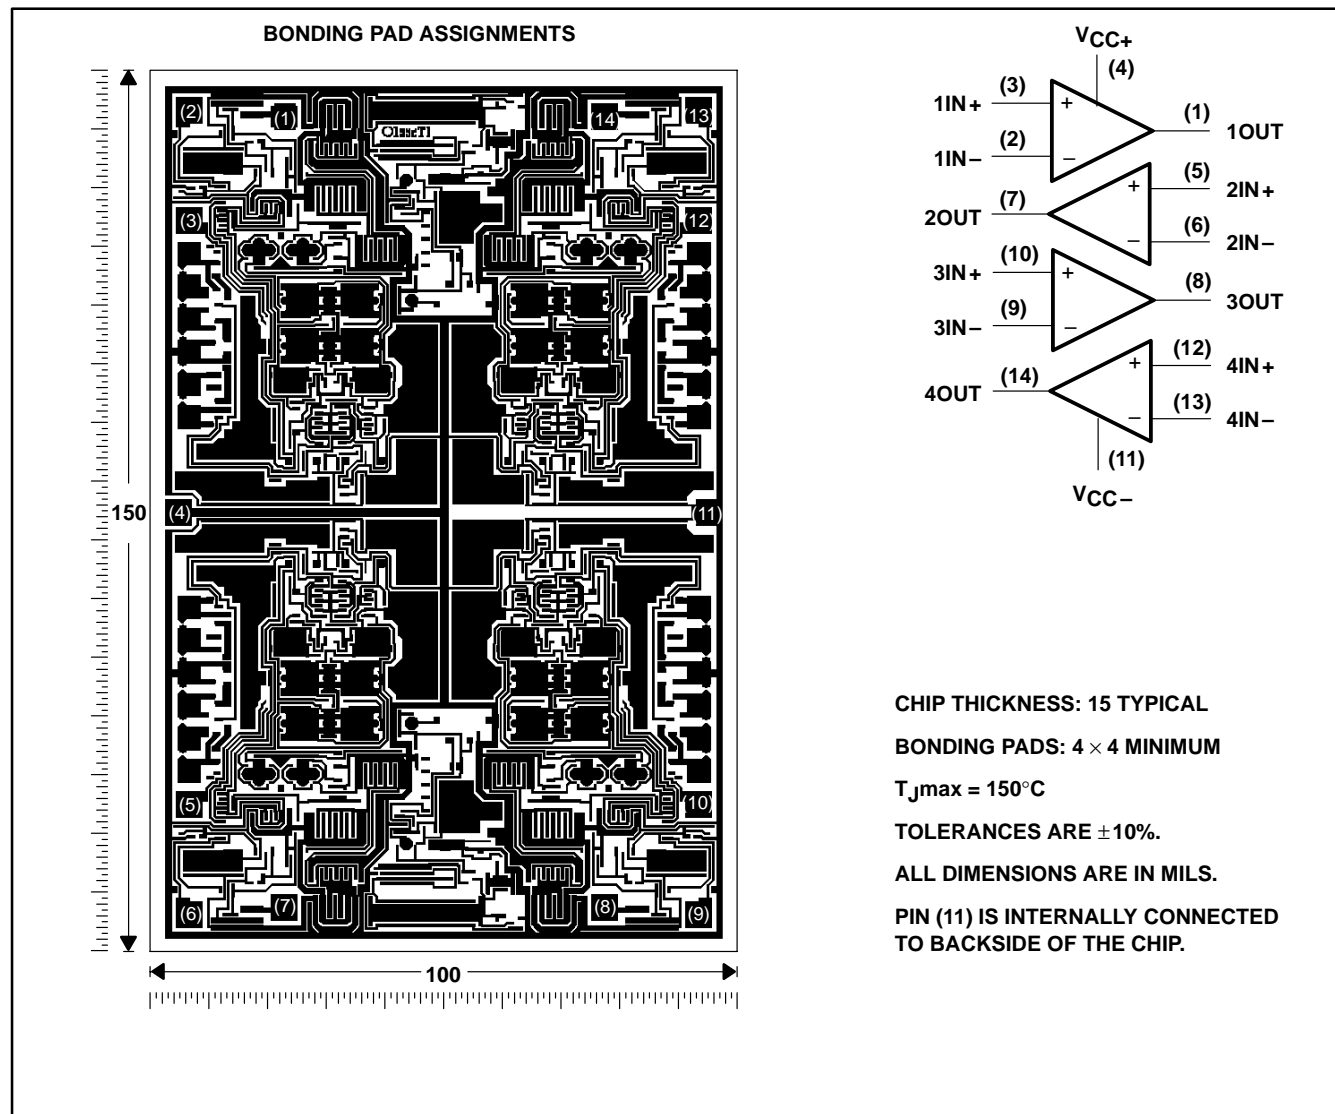 BONDING PAD ASSIGNMENTS
(2)
(1)
(14)
(13)
(3)
(12)
(4)
(11)
(5)
(10)
(6)
(7)
(8)
(9)
150
100
VCC+
(4)
1IN+
(3)
1IN−
(2)
(1)
1OUT
(5)
2IN+
(6)
2IN−
(7)
2OUT
3IN+
(10)
3IN−
(9)
(8)
3OUT
(12)
4IN+
(13)
4IN−
(14)
4OUT
(11)
VCC−
+
−
+
−
+
−
+
−
CHIP THICKNESS: 15 TYPICAL
BONDING PADS: 4 × 4 MINIMUM
TJmax = 150°C
TOLERANCES ARE ±10%.
ALL DIMENSIONS ARE IN MILS.
PIN (11) IS INTERNALLY CONNECTED
TO BACKSIDE OF THE CHIP.